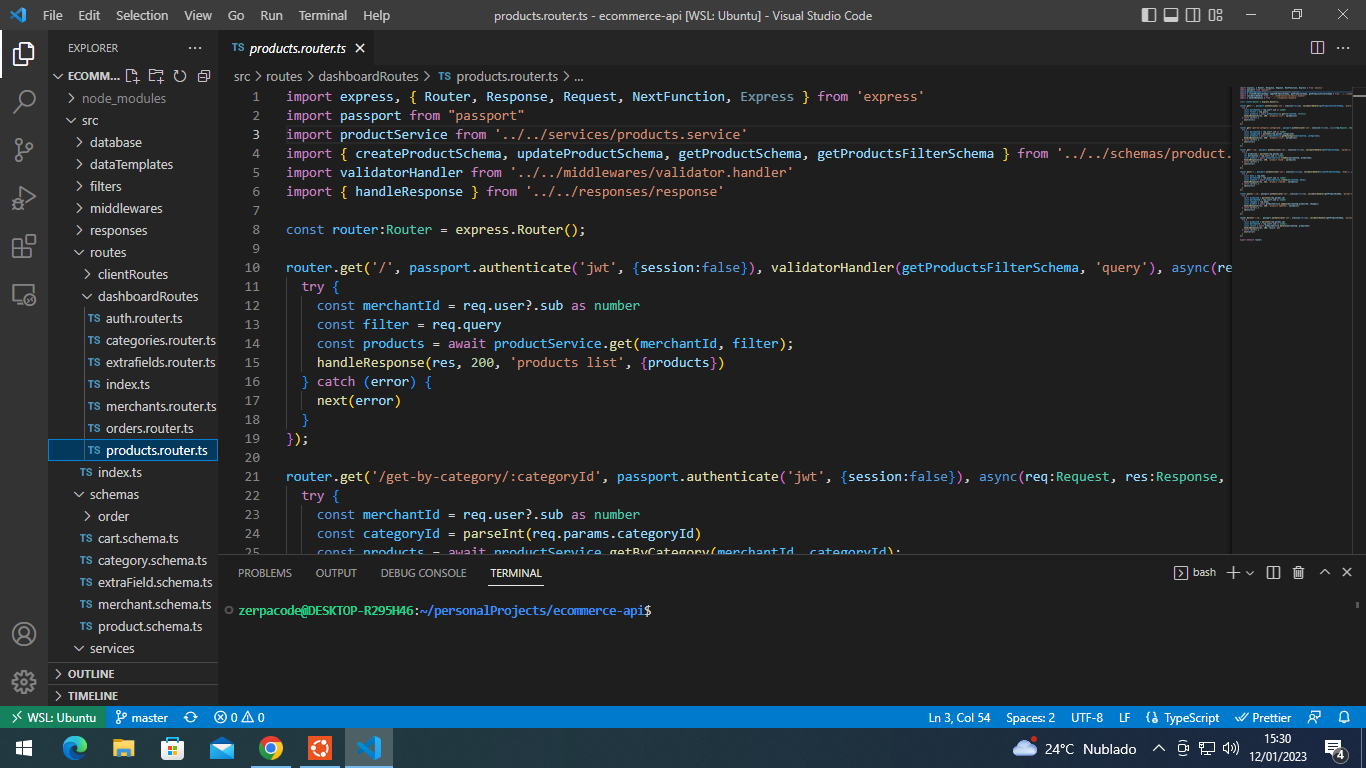 File Edit Selection View Go Run Terminal Help products.router.ts - ecommerce-api [WSL: Ubuntu] - Visual Studio Code
EXPLORER
ECOMM...
node_modules
src
database
dataTemplates
filters
middlewares
responses
routes
clientRoutes
dashboardRoutes
TS auth.router.ts
TS categories.router.ts
TS extrafields.router.ts
TS index.ts
TS merchants.router.ts
TS orders.router.ts
TS products.router.ts
TS index.ts
schemas
order
TS cart.schema.ts
TS category.schema.ts
TS extraField.schema.ts
TS merchant.schema.ts
TS product.schema.ts
services
OUTLINE
TIMELINE
TS products.router.ts
src > routes > dashboardRoutes > TS products.router.ts > ...
1 import express, { Router, Response, Request, NextFunction, Express } from 'express'
2 import passport from "passport"
3 import productService from '../../services/products.service'
4 import { createProductSchema, updateProductSchema, getProductSchema, getProductsFilterSchema } from '../../schemas/product.
5 import validatorHandler from '../../middlewares/validator.handler'
6 import { handleResponse } from '../../responses/response'
7
8 const router:Router = express.Router();
9
10 router.get('/', passport.authenticate('jwt', {session:false}), validatorHandler(getProductsFilterSchema, 'query'), async(re
11 try {
12 const merchantId = req.user?.sub as number
13 const filter = req.query
14 const products = await productService.get(merchantId, filter);
15 handleResponse(res, 200, 'products list', {products})
16 } catch (error) {
17 next(error)
18 }
19 });
20
21 router.get('/get-by-category/:categoryId', passport.authenticate('jwt', {session:false}), async(req:Request, res:Response,
22 try {
23 const merchantId = req.user?.sub as number
24 const categoryId = parseInt(req.params.categoryId)
25 const products = await productService.getByCategory(merchantId, categoryId);
PROBLEMS OUTPUT DEBUG CONSOLE TERMINAL bash
zerpacode@DESKTOP-R295H46:~/personalProjects/ecommerce-api$
WSL: Ubuntu master 0 0 Ln 3, Col 54 Spaces: 2 UTF-8 LF TypeScript Prettier
24°C Nublado 15:30
12/01/2023 4